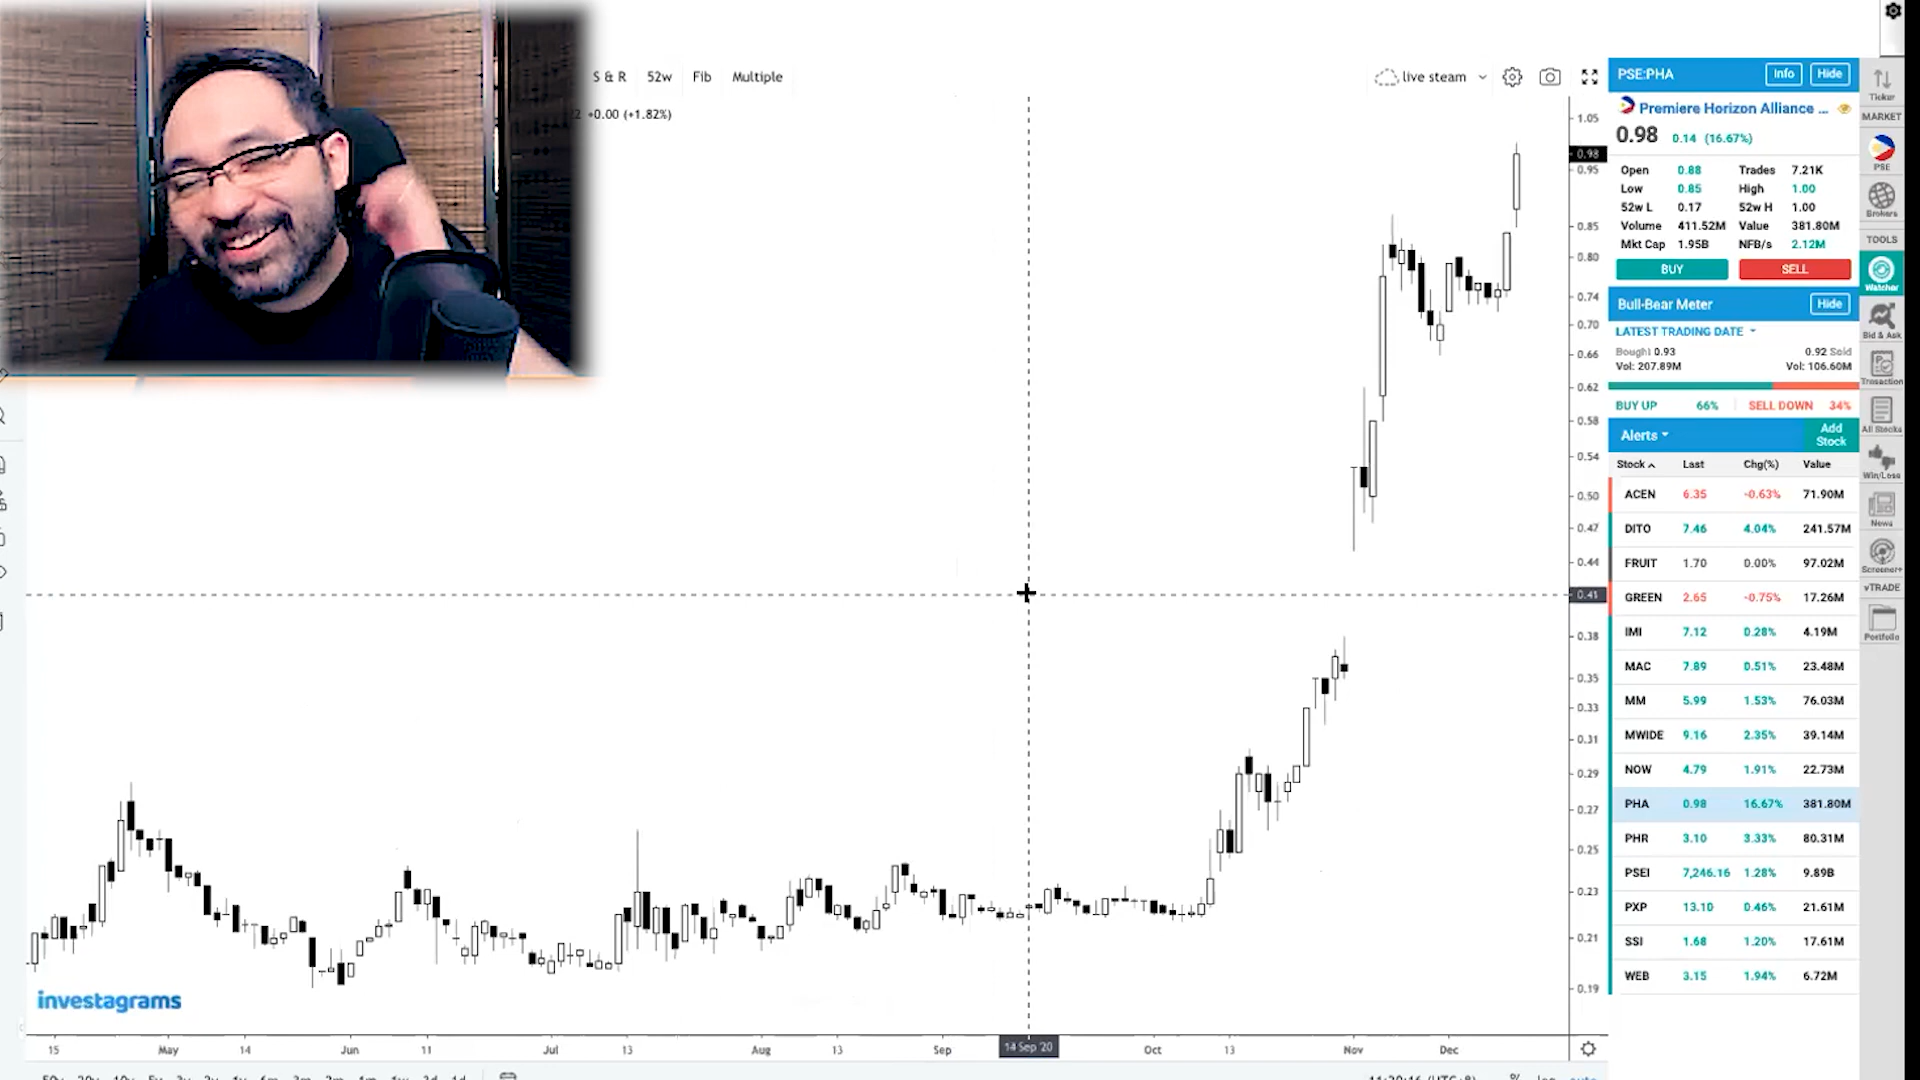 S & R 52w Fib Multiple
live steam
+0.00 (+1.82%)
1.05
0.98
0.95
0.85
0.80
0.74
0.70
0.66
0.62
0.58
0.54
0.50
0.47
0.44
0.41
0.38
0.35
0.33
0.31
0.29
0.27
0.25
0.23
0.21
0.19
investagrams
15 May 14 Jun 11 Jul 13 Aug 13 Sep 14 Sep '20 Oct 13 Nov Dec
PSE:PHA Info Hide
Premiere Horizon Alliance ...
0.98 0.14 (16.67%)
Open 0.88 Trades 7.21K
Low 0.85 High 1.00
52w L 0.17 52w H 1.00
Volume 411.52M Value 381.80M
Mkt Cap 1.95B NFB/s 2.12M
BUY SELL
Bull-Bear Meter Hide
LATEST TRADING DATE
Bought 0.93 0.92 Sold
Vol: 207.89M Vol: 106.60M
BUY UP 66% SELL DOWN 34%
Alerts Add Stock
Stock Last Chg(%) Value
ACEN 6.35 -0.63% 71.90M
DITO 7.46 4.04% 241.57M
FRUIT 1.70 0.00% 97.02M
GREEN 2.65 -0.75% 17.26M
IMI 7.12 0.28% 4.19M
MAC 7.89 0.51% 23.48M
MM 5.99 1.53% 76.03M
MWIDE 9.16 2.35% 39.14M
NOW 4.79 1.91% 22.73M
PHA 0.98 16.67% 381.80M
PHR 3.10 3.33% 80.31M
PSEI 7,246.16 1.28% 9.89B
PXP 13.10 0.46% 21.61M
SSI 1.68 1.20% 17.61M
WEB 3.15 1.94% 6.72M
Ticker
MARKET
PSE
Brokers
TOOLS
Watcher
Bid & Ask
Trosaction
All Stocks
Win/Loss
News
Screener+
vTRADE
Portfolio